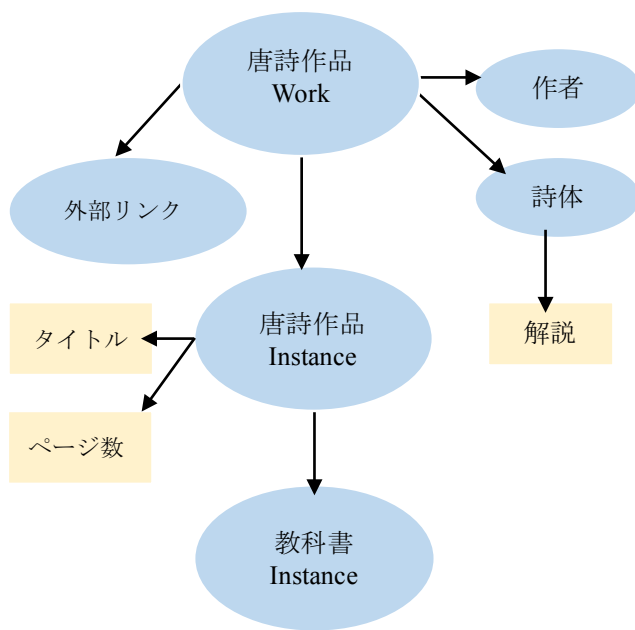 唐詩作品
Work
作者
外部リンク
詩体
唐詩作品
Instance
タイトル
解説
ページ数
教科書
Instance